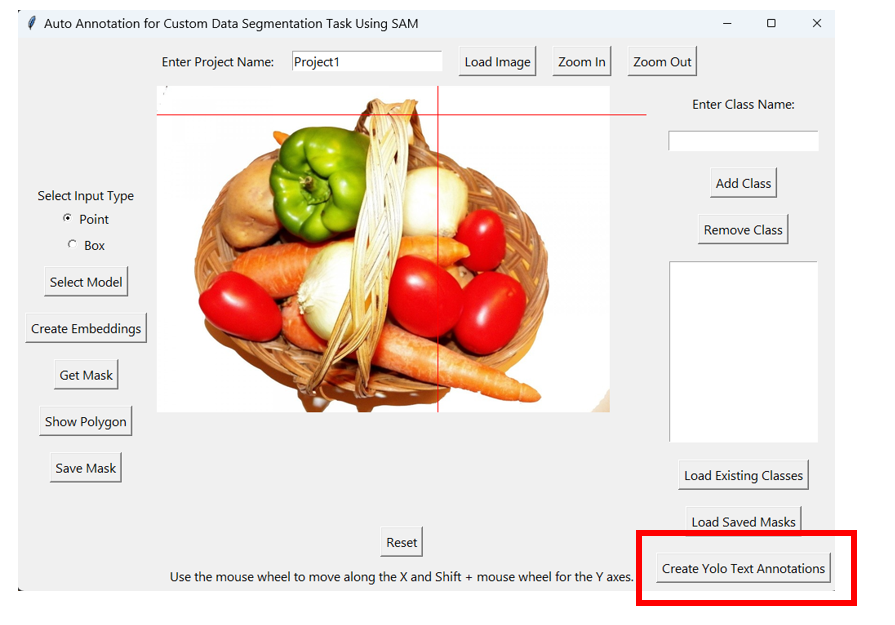 Auto Annotation for Custom Data Segmentation Task Using SAM
Enter Project Name:
Project1
Load Image
Zoom In
Zoom Out
Select Input Type
Point
Box
Select Model
Create Embeddings
Get Mask
Show Polygon
Save Mask
Enter Class Name:
Add Class
Remove Class
Load Existing Classes
Load Saved Masks
Create Yolo Text Annotations
Reset
Use the mouse wheel to move along the X and Shift + mouse wheel for the Y axes.